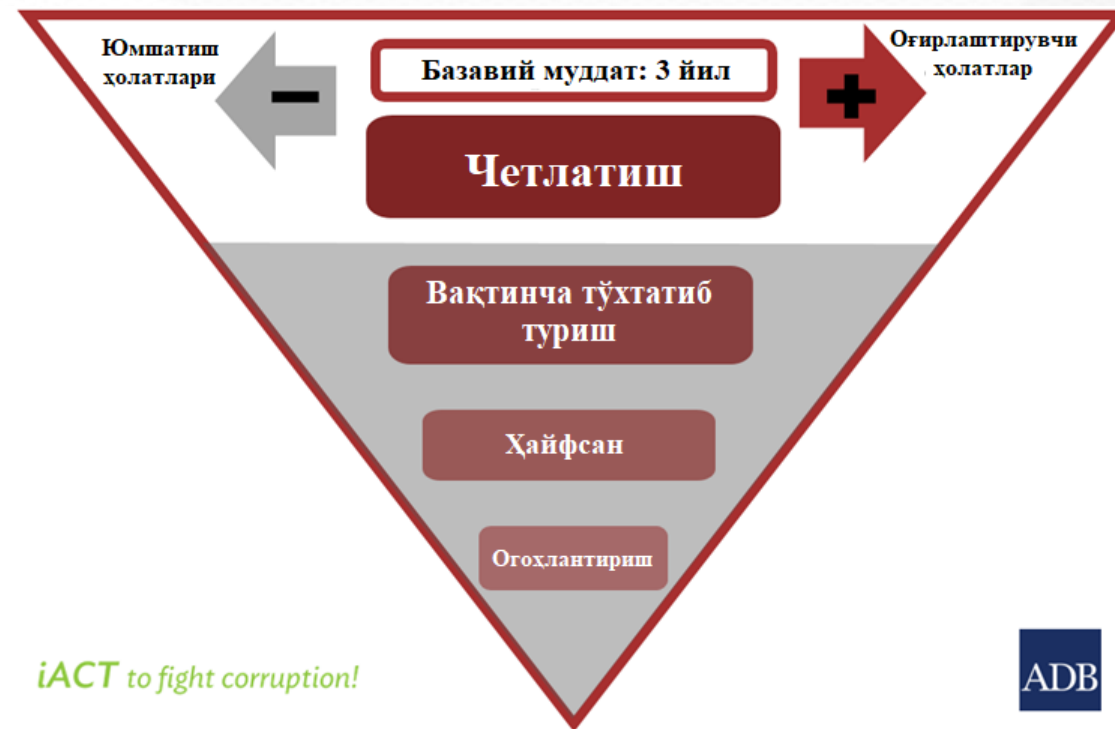 Юмшатиш
ҳолатлари
Базавий муддат: 3 йил
Оғирлаштирувчи
ҳолатлар
Четлатиш
Вақтинча тўхтатиб
туриш
Ҳайфсан
Огоҳлантириш
iACT to fight corruption!
ADB